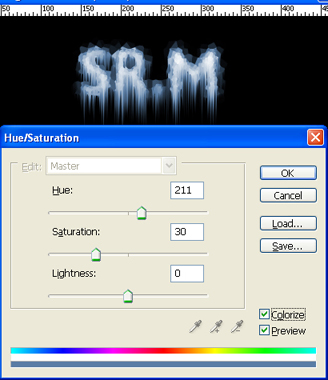 50 100 150 200 250 300 350 400
SR.M
Hue/Saturation
Edit: Master
Hue: 211
Saturation: 30
Lightness: 0
OK
Cancel
Load...
Save...
Colorize
Preview